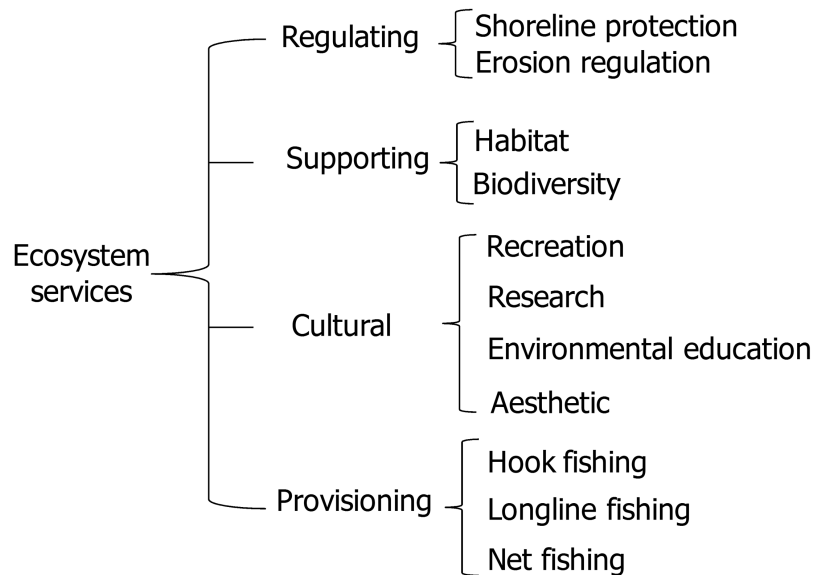 Ecosystem
services
Regulating
Shoreline protection
Erosion regulation
Supporting
Habitat
Biodiversity
Cultural
Recreation
Research
Environmental education
Aesthetic
Provisioning
Hook fishing
Longline fishing
Net fishing